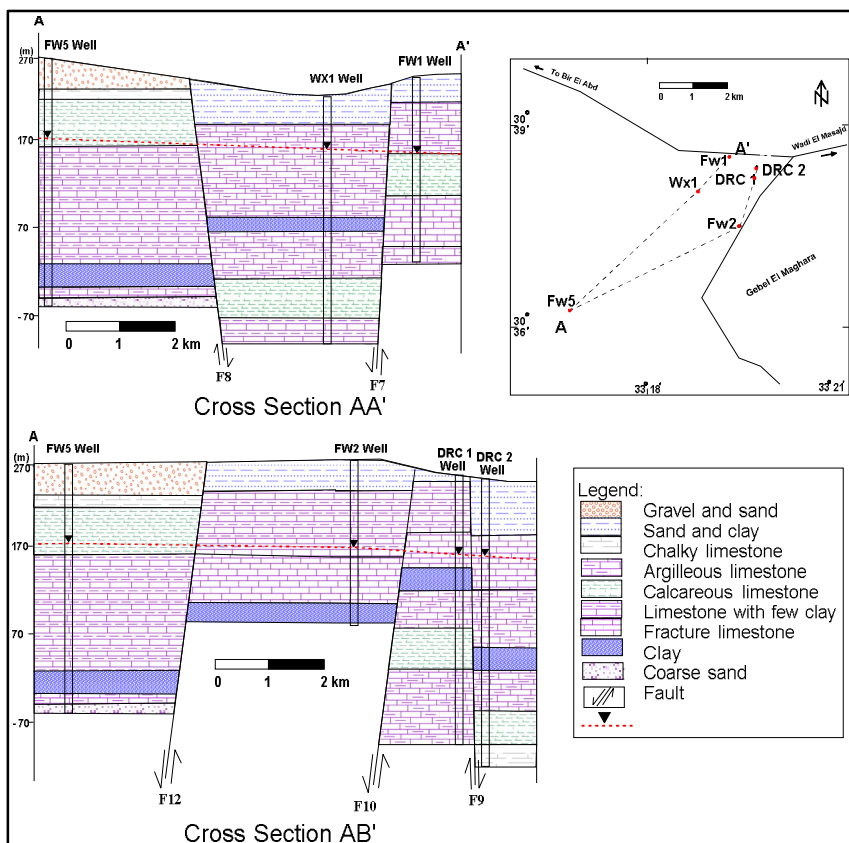 A
A'
FW5 Well
WX1 Well
FW1 Well
(m)
270
170
70
- 70
0 1 2 km
F8
F7
Cross Section AA'
To Bir El Abd
0 1 2 km
N
30
39'
Wadi El Masajd
A'
Fw1
DRC 2
DRC 1
Wx1
Fw2
Gebel El Maghara
Fw5
A
30
36'
33 18'
33 21'
A
FW5 Well
FW2 Well
DRC 1
Well
DRC 2
Well
(m)
270
170
70
- 70
0 1 2 km
F12
F10
F9
Cross Section AB'
Legend:
Gravel and sand
Sand and clay
Chalky limestone
Argilleous limestone
Calcareous limestone
Limestone with few clay
Fracture limestone
Clay
Coarse sand
Fault